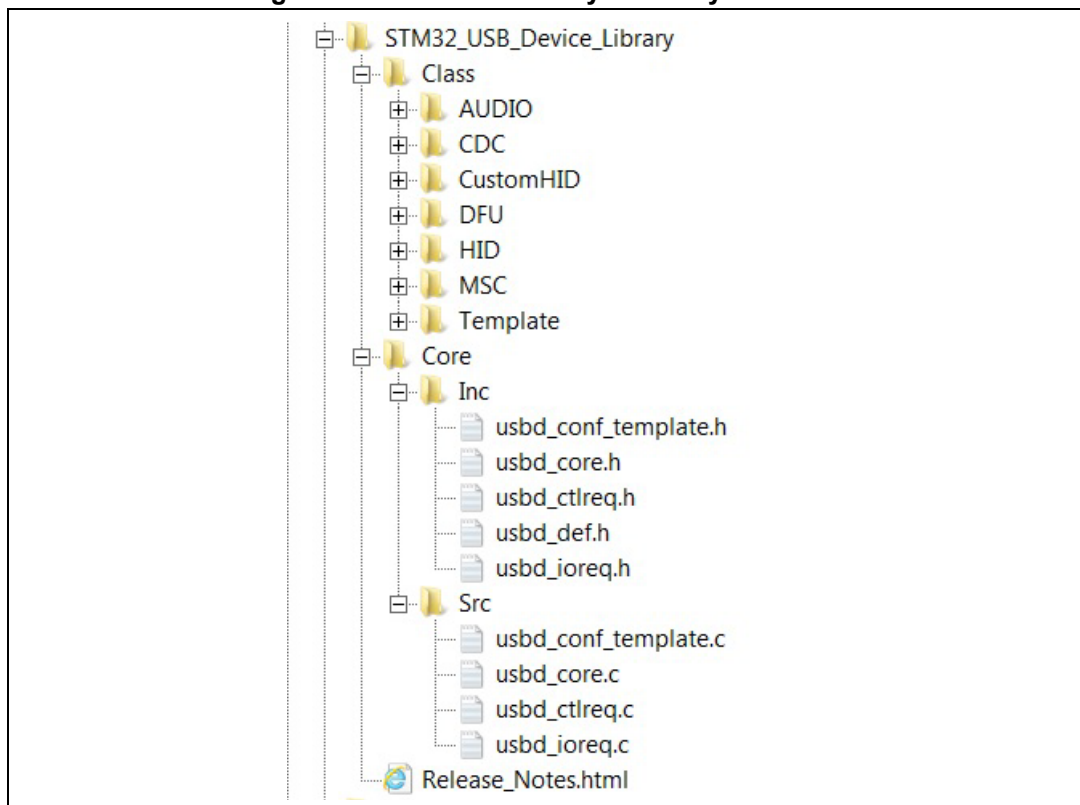 STM32_USB_Device_Library
Class
AUDIO
CDC
CustomHID
DFU
HID
MSC
Template
Core
Inc
usbd_conf_template.h
usbd_core.h
usbd_ctlreq.h
usbd_def.h
usbd_ioreq.h
Src
usbd_conf_template.c
usbd_core.c
usbd_ctlreq.c
usbd_ioreq.c
Release_Notes.html